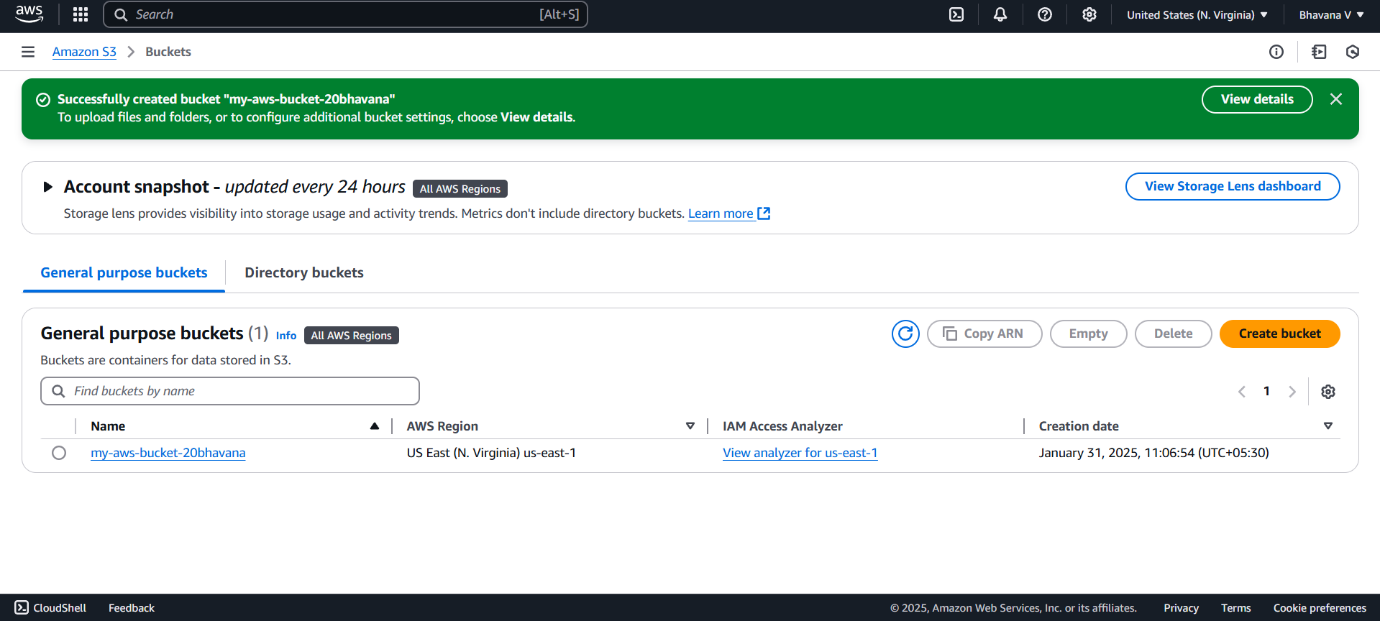 aws
Search [Alt+S]
United States (N. Virginia) ▼ Bhavana V ▼
Amazon S3 > Buckets
Successfully created bucket "my-aws-bucket-20bhavana"
To upload files and folders, or to configure additional bucket settings, choose View details.
View details
Account snapshot - updated every 24 hours All AWS Regions
View Storage Lens dashboard
Storage lens provides visibility into storage usage and activity trends. Metrics don't include directory buckets. Learn more
General purpose buckets Directory buckets
General purpose buckets (1) Info All AWS Regions
Copy ARN Empty Delete Create bucket
Buckets are containers for data stored in S3.
Find buckets by name
1
Name AWS Region IAM Access Analyzer Creation date
my-aws-bucket-20bhavana US East (N. Virginia) us-east-1 View analyzer for us-east-1 January 31, 2025, 11:06:54 (UTC+05:30)
CloudShell Feedback © 2025, Amazon Web Services, Inc. or its affiliates. Privacy Terms Cookie preferences